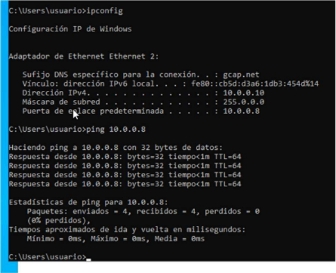 C:\Users\usuario>ipconfig
Configuración IP de Windows
Adaptador de Ethernet Ethernet 2:
Sufijo DNS específico para la conexión. . : gcap.net
Vínculo: dirección IPv6 local. . . : fe80::cb5d:d3a6:1db3:454d%14
Dirección IPv4. . . . . . . . . . . . . . : 10.0.0.10
Máscara de subred . . . . . . . . . . . . : 255.0.0.0
Puerta de enlace predeterminada . . . . . : 10.0.0.8
C:\Users\usuario>ping 10.0.0.8
Haciendo ping a 10.0.0.8 con 32 bytes de datos:
Respuesta desde 10.0.0.8: bytes=32 tiempo<1m TTL=64
Respuesta desde 10.0.0.8: bytes=32 tiempo<1m TTL=64
Respuesta desde 10.0.0.8: bytes=32 tiempo<1m TTL=64
Respuesta desde 10.0.0.8: bytes=32 tiempo<1m TTL=64
Estadísticas de ping para 10.0.0.8:
Paquetes: enviados = 4, recibidos = 4, perdidos = 0
(0% perdidos),
Tiempos aproximados de ida y vuelta en milisegundos:
Mínimo = 0ms, Máximo = 0ms, Media = 0ms
C:\Users\usuario>